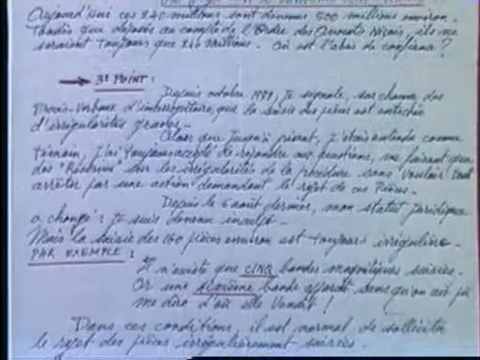 Aujourd'hui ces 240 millions sont devenus 500 millions environ.
Tandis que déposés au compte de l'Ordre des Avocats Niçois, ils ne
seraient toujours que 240 millions. Où est l'abus de confiance ?
3e POINT :
Depuis octobre 1989, je signale, sur chacun des
Procès-Verbaux d'interrogatoire, que la saisie des pièces est entachée
d'irrégularités graves.
que jusqu'à présent, j'étais entendu comme
témoin, j'ai toujours accepté de répondre aux questions, me faisant que
des "Réserves" sur les irrégularités de la procédure sans vouloir tout
arrêter par une action demandant le rejet de ces Pièces.
Depuis le 6 août dernier, mon statut juridique
a changé : je suis devenu inculpé.
Mais la saisie des 160 pièces environ est toujours irrégulière.
PAR EXEMPLE :
Il n'existe que CINQ bandes magnétiques saisies.
Or une sixième bande apparaît sans qu'on ait pu
me dire d'où elle venait !
Dans ces conditions, il est normal de solliciter
le rejet des pièces irrégulièrement saisies.